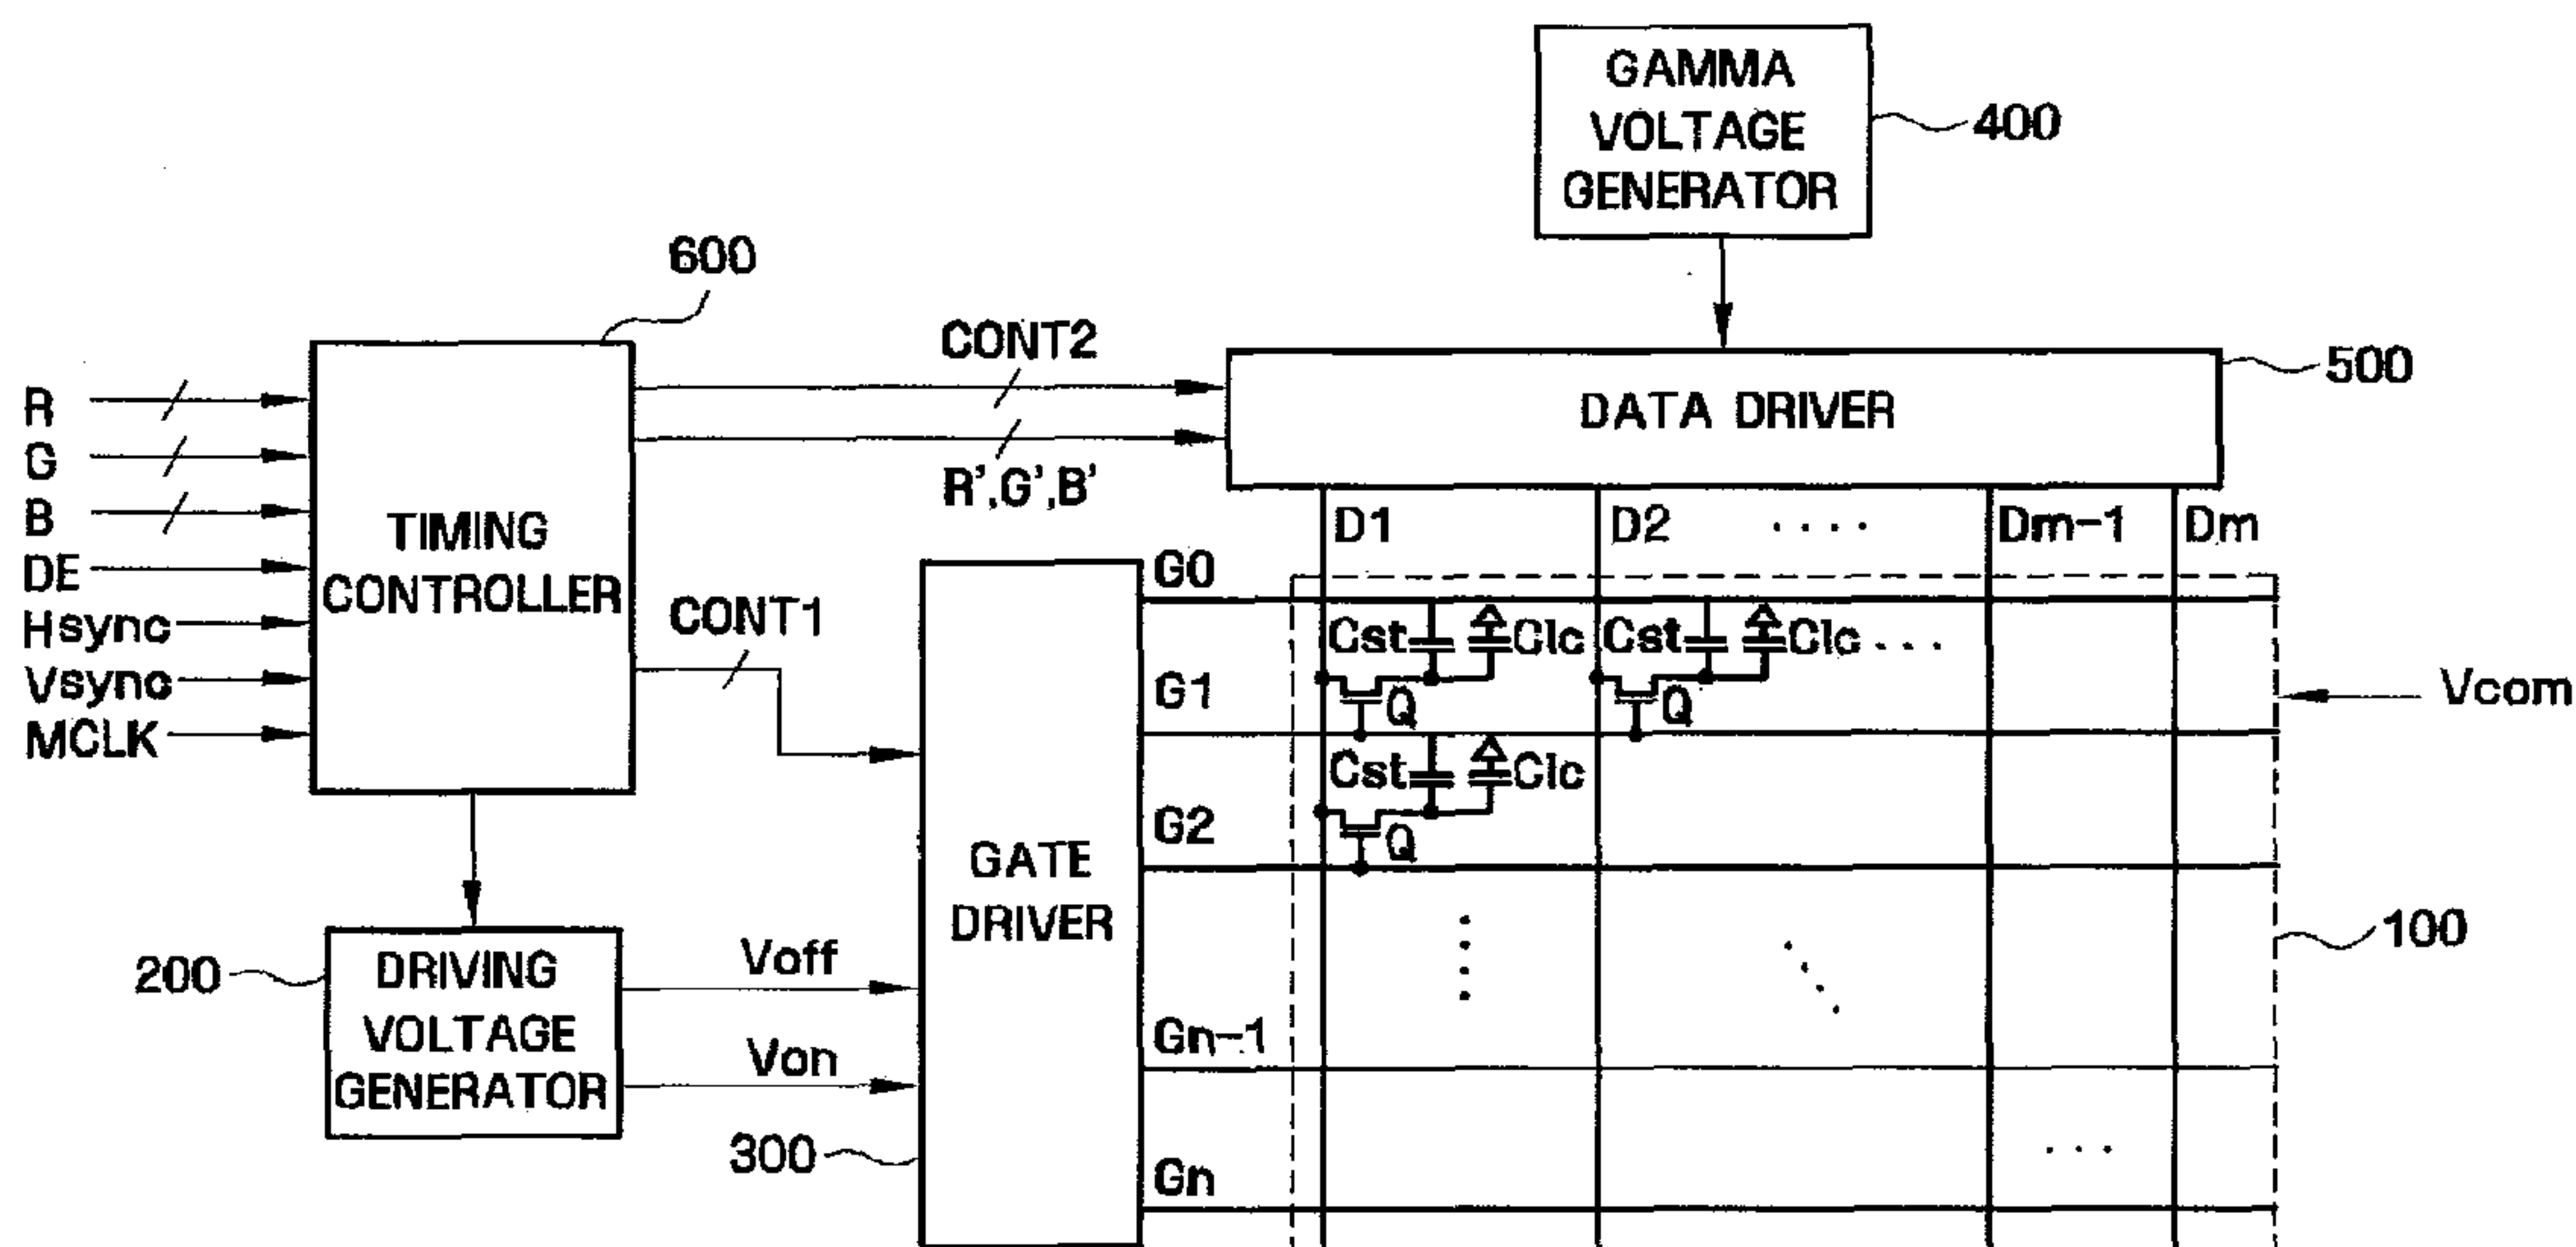 GAMMA
VOLTAGE
GENERATOR
400
600
CONT2
500
DATA DRIVER
R
G
B
DE
Hsync
Vsync
MCLK
TIMING
CONTROLLER
R',G',B'
D1
D2
....
Dm-1
Dm
G0
CONT1
Cst
Clc
Cst
Clc
...
G1
Q
Q
Vcom
Cst
Clc
G2
Q
GATE
DRIVER
100
200
DRIVING
VOLTAGE
GENERATOR
Voff
Von
Gn-1
300
Gn
...